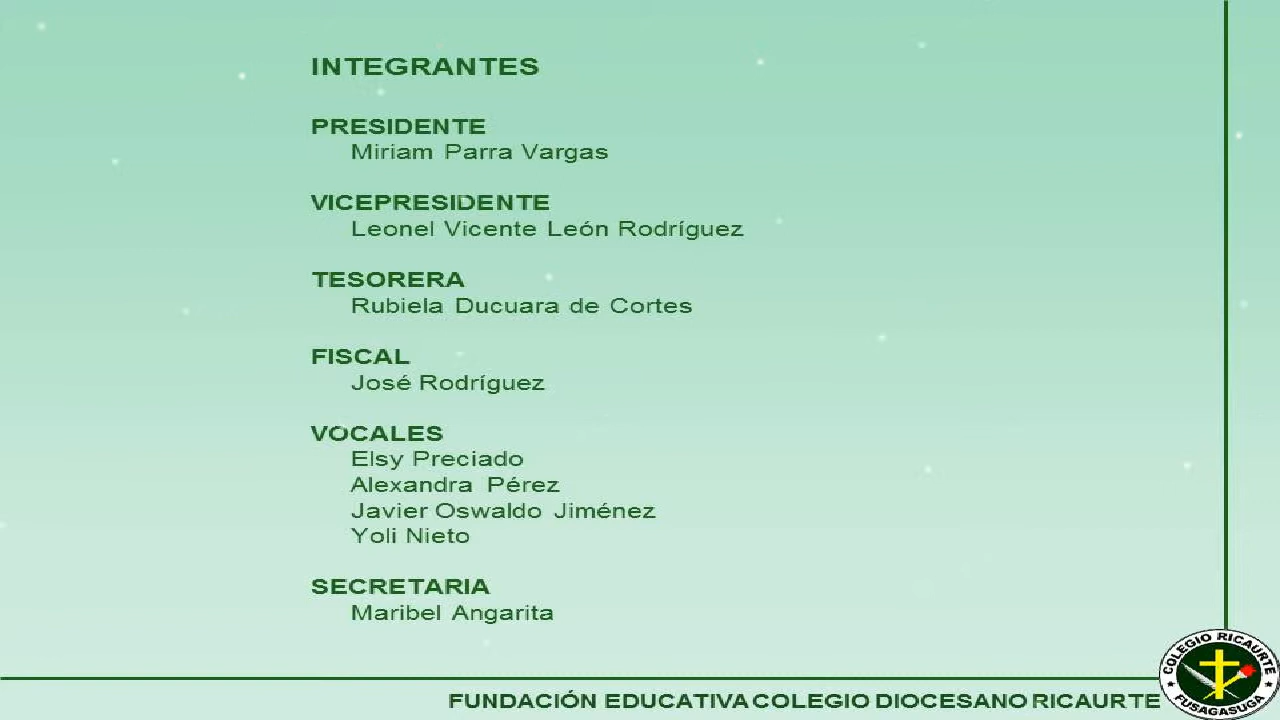 INTEGRANTES
PRESIDENTE
Miriam Parra Vargas
VICEPRESIDENTE
Leonel Vicente León Rodríguez
TESORERA
Rubiela Ducuara de Cortes
FISCAL
José Rodríguez
VOCALES
Elsy Preciado
Alexandra Pérez
Javier Oswaldo Jiménez
Yoli Nieto
SECRETARIA
Maribel Angarita
FUNDACIÓN EDUCATIVA COLEGIO DIOCESANO RICAURTE
COLEGIO RICAURTE
FUSAGASUGA